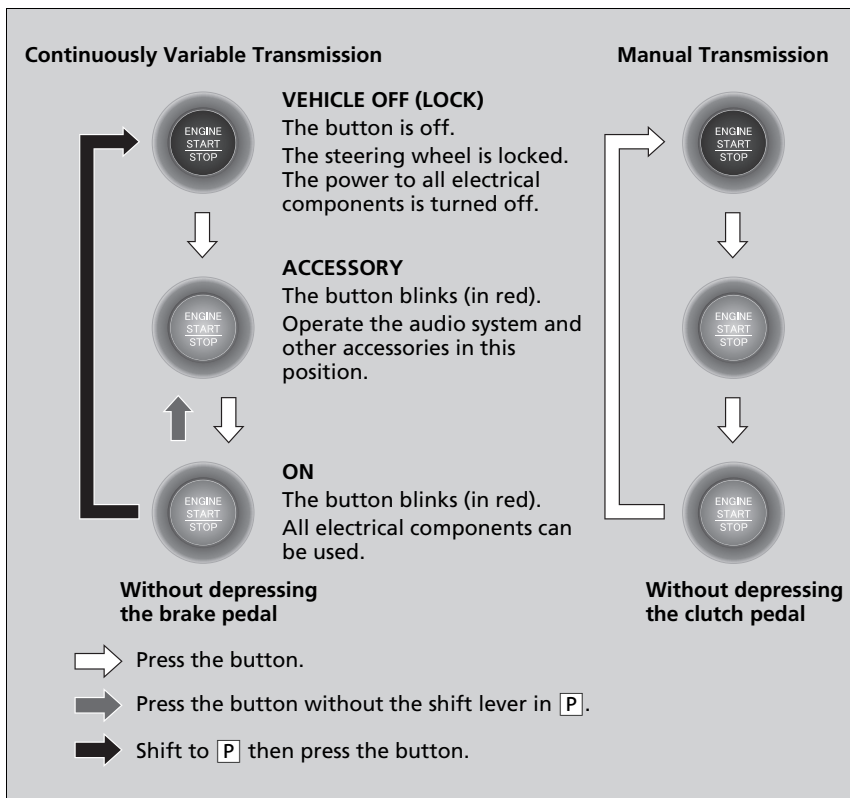 Continuously Variable Transmission
Manual Transmission
ENGINE
START
STOP
VEHICLE OFF (LOCK)
The button is off.
The steering wheel is locked.
The power to all electrical
components is turned off.
ENGINE
START
STOP
ENGINE
START
STOP
ACCESSORY
The button blinks (in red).
Operate the audio system and
other accessories in this
position.
ENGINE
START
STOP
ENGINE
START
STOP
ON
The button blinks (in red).
All electrical components can
be used.
ENGINE
START
STOP
Without depressing
the brake pedal
Without depressing
the clutch pedal
Press the button.
Press the button without the shift lever in P.
Shift to P then press the button.